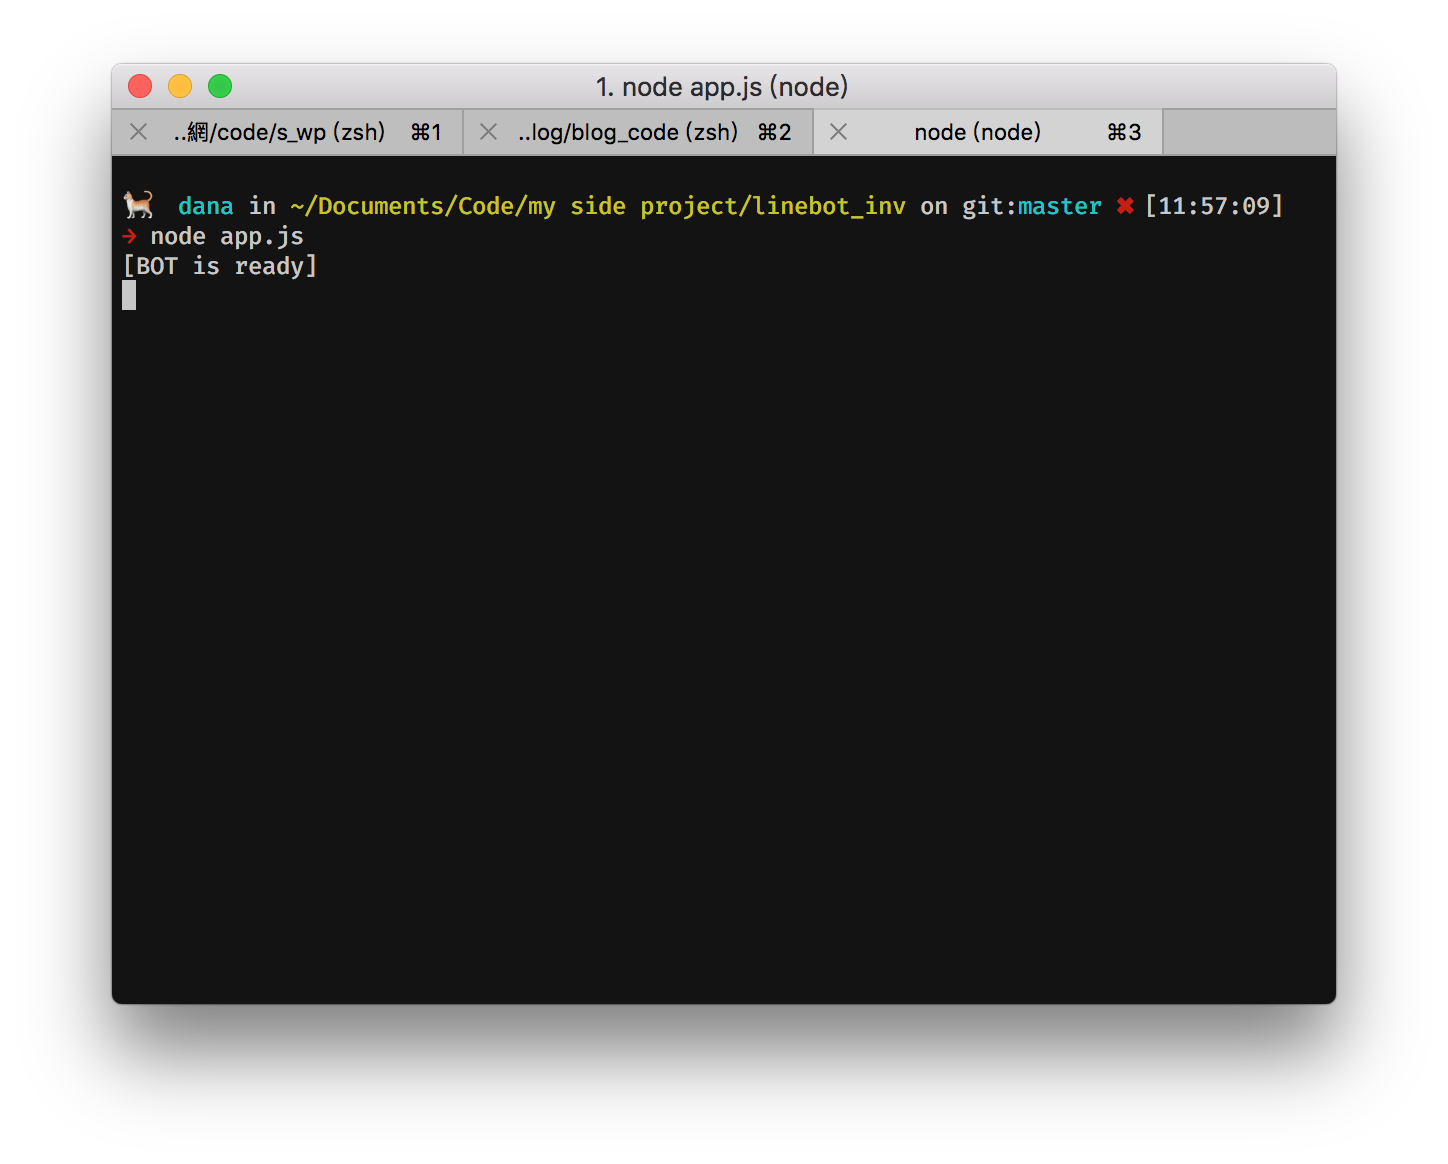 1. node app.js (node)
..網/code/s_wp (zsh) ⌘1 ..log/blog_code (zsh) ⌘2 node (node) ⌘3
🐈 dana in ~/Documents/Code/my side project/linebot_inv on git:master ✖ [11:57:09]
→ node app.js
[BOT is ready]